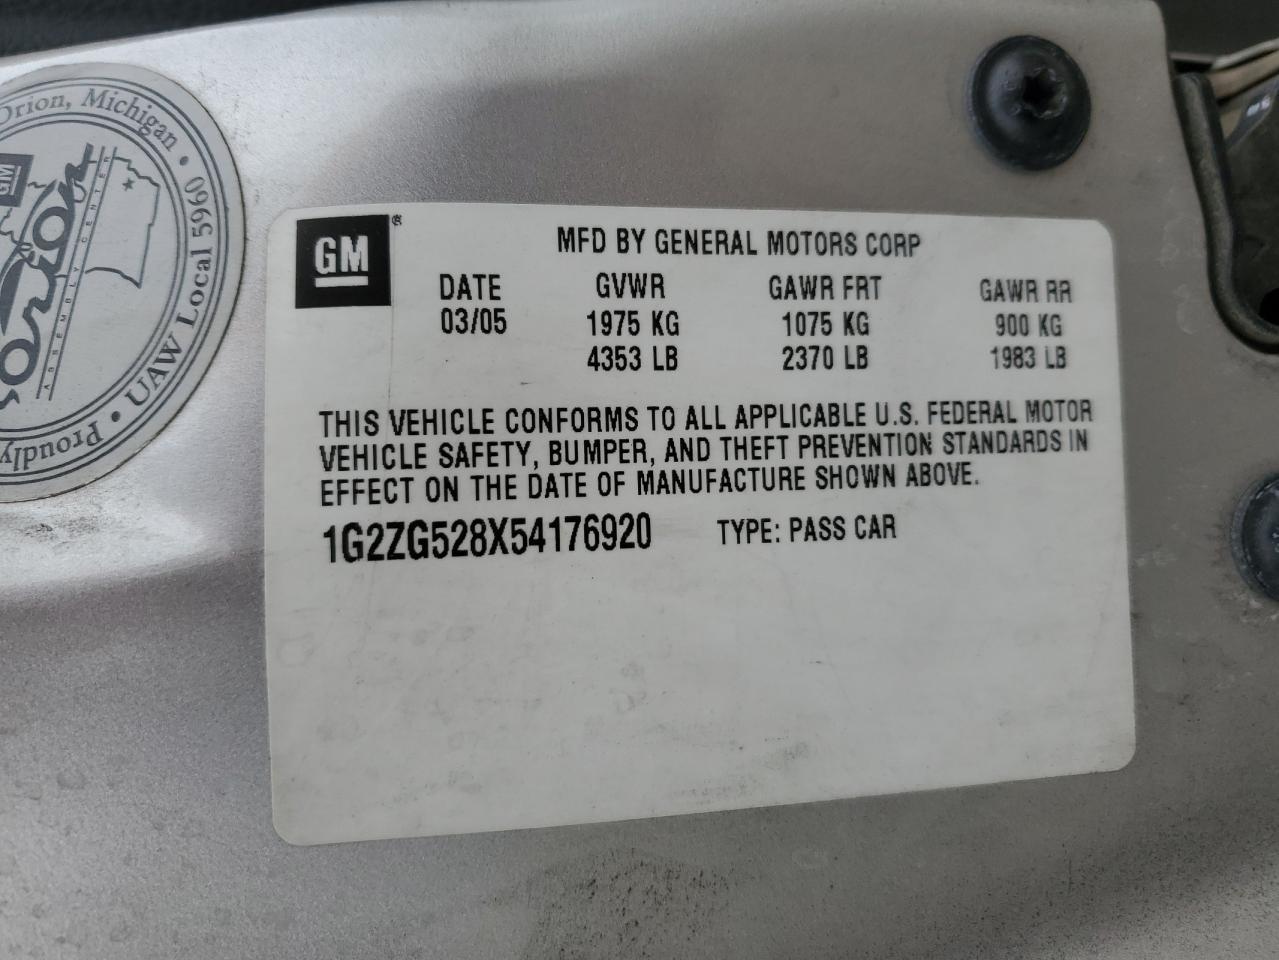 Orion, Michigan • UAW Local 5960 • Proudly
GM
ASSEMBLY CENTER
GM ®
MFD BY GENERAL MOTORS CORP
DATE GVWR GAWR FRT GAWR RR
03/05 1975 KG 1075 KG 900 KG
4353 LB 2370 LB 1983 LB
THIS VEHICLE CONFORMS TO ALL APPLICABLE U.S. FEDERAL MOTOR
VEHICLE SAFETY, BUMPER, AND THEFT PREVENTION STANDARDS IN
EFFECT ON THE DATE OF MANUFACTURE SHOWN ABOVE.
1G2ZG528X54176920 TYPE: PASS CAR